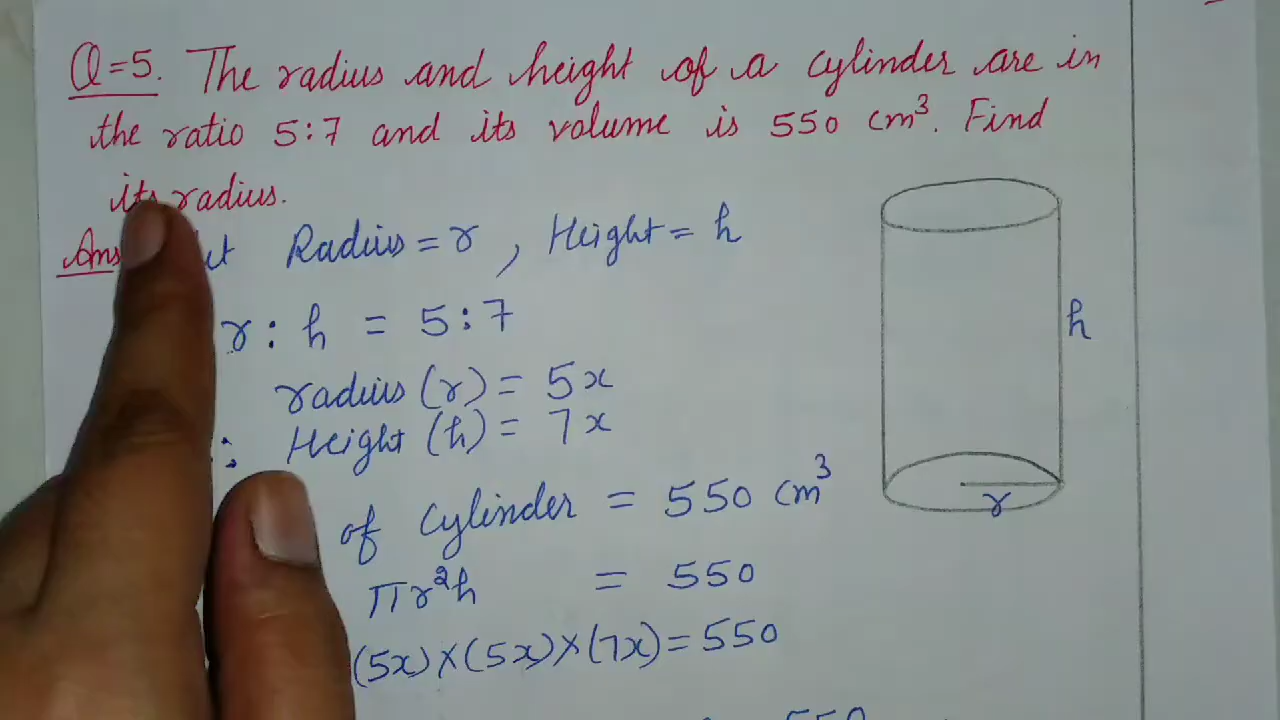 Q=5. The radius and height of a cylinder are in
the ratio 5:7 and its volume is 550 cm³. Find
its radius.
Ans Radius = r , Height = h
r : h = 5:7
radius (r) = 5x
: Height (h) = 7x
of cylinder = 550 cm³
πr²h = 550
(5x)×(5x)×(7x) = 550
550
h
r